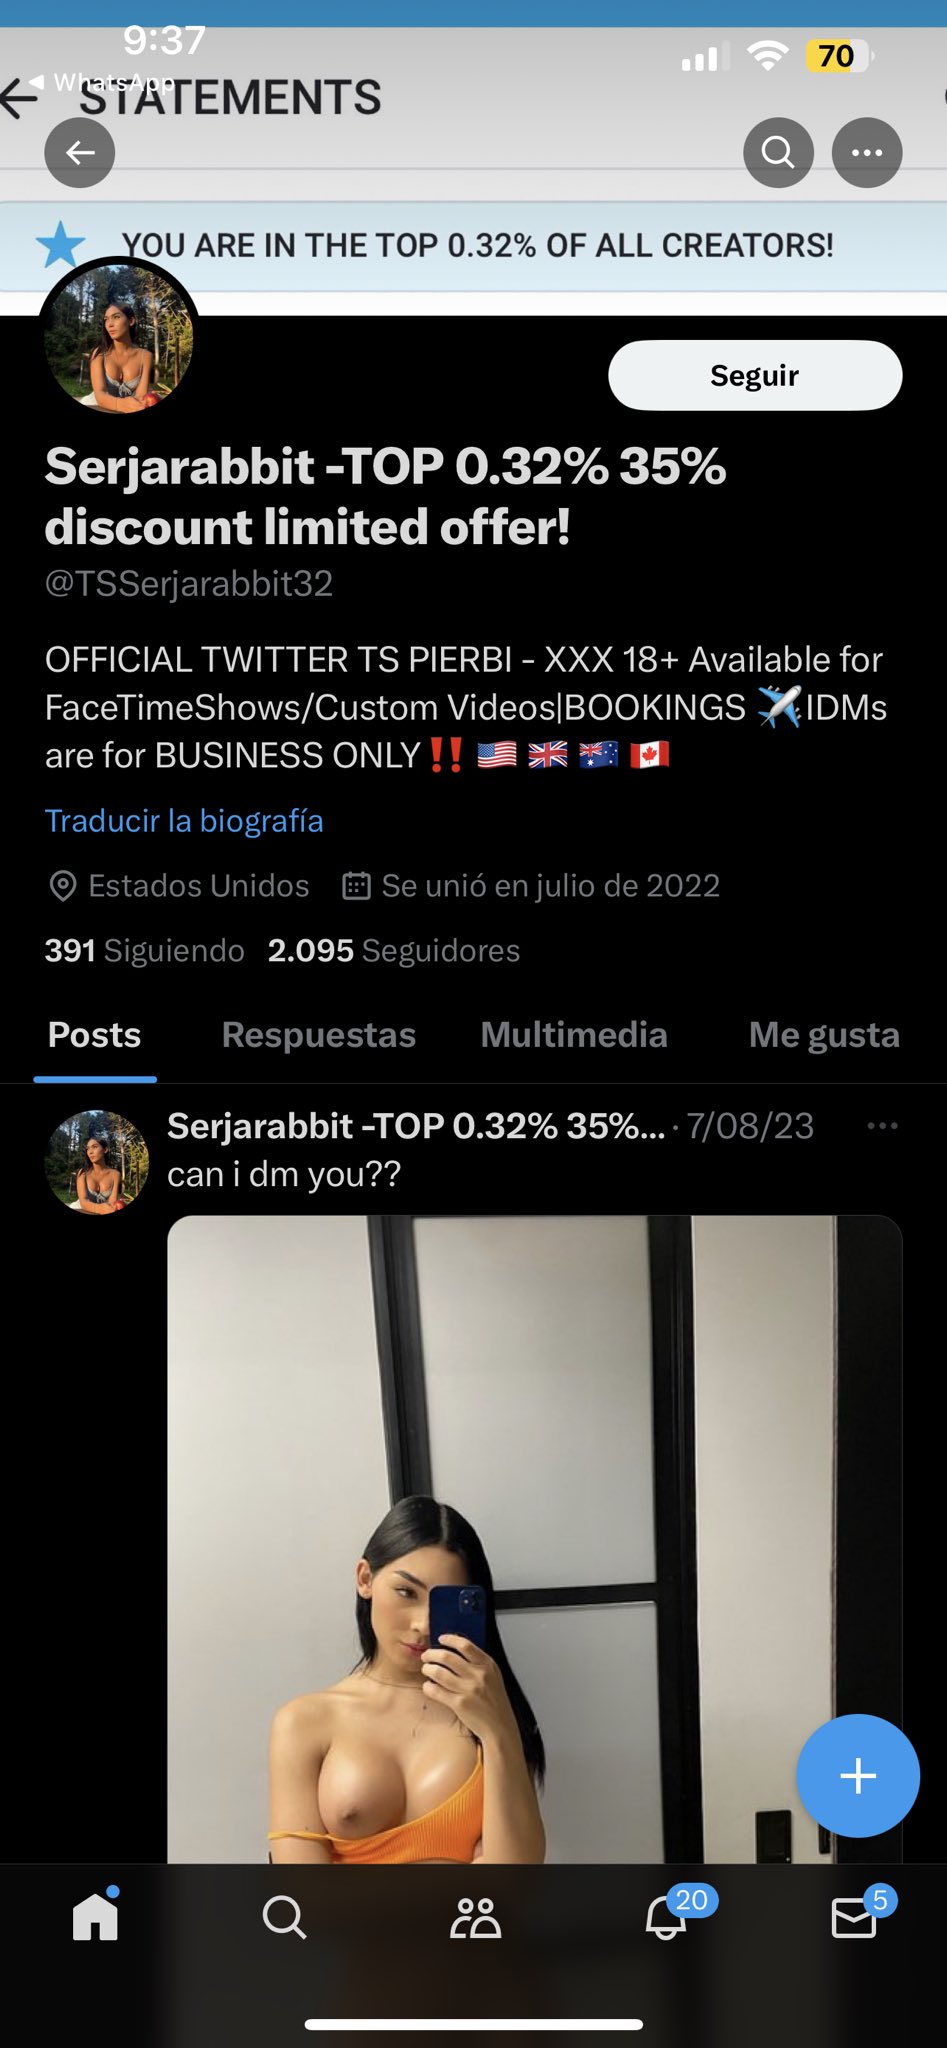 9:37
70
WhatsApp
STATEMENTS
YOU ARE IN THE TOP 0.32% OF ALL CREATORS!
Seguir
Serjarabbit -TOP 0.32% 35%
discount limited offer!
@TSSerjarabbit32
OFFICIAL TWITTER TS PIERBI - XXX 18+ Available for
FaceTimeShows/Custom Videos|BOOKINGS ✈️IDMs
are for BUSINESS ONLY‼️ 🇺🇸 🇬🇧 🇦🇺 🇨🇦
Traducir la biografía
Estados Unidos Se unió en julio de 2022
391 Siguiendo 2.095 Seguidores
Posts Respuestas Multimedia Me gusta
Serjarabbit -TOP 0.32% 35%... · 7/08/23
can i dm you??
20 5